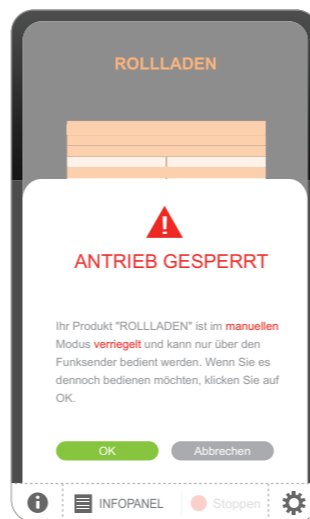 ROLLLADEN
!
ANTRIEB GESPERRT
Ihr Produkt "ROLLLADEN" ist im manuellen
Modus verriegelt und kann nur über den
Funksender bedient werden. Wenn Sie es
dennoch bedienen möchten, klicken Sie auf
OK.
OK Abbrechen
i INFOPANEL Stoppen